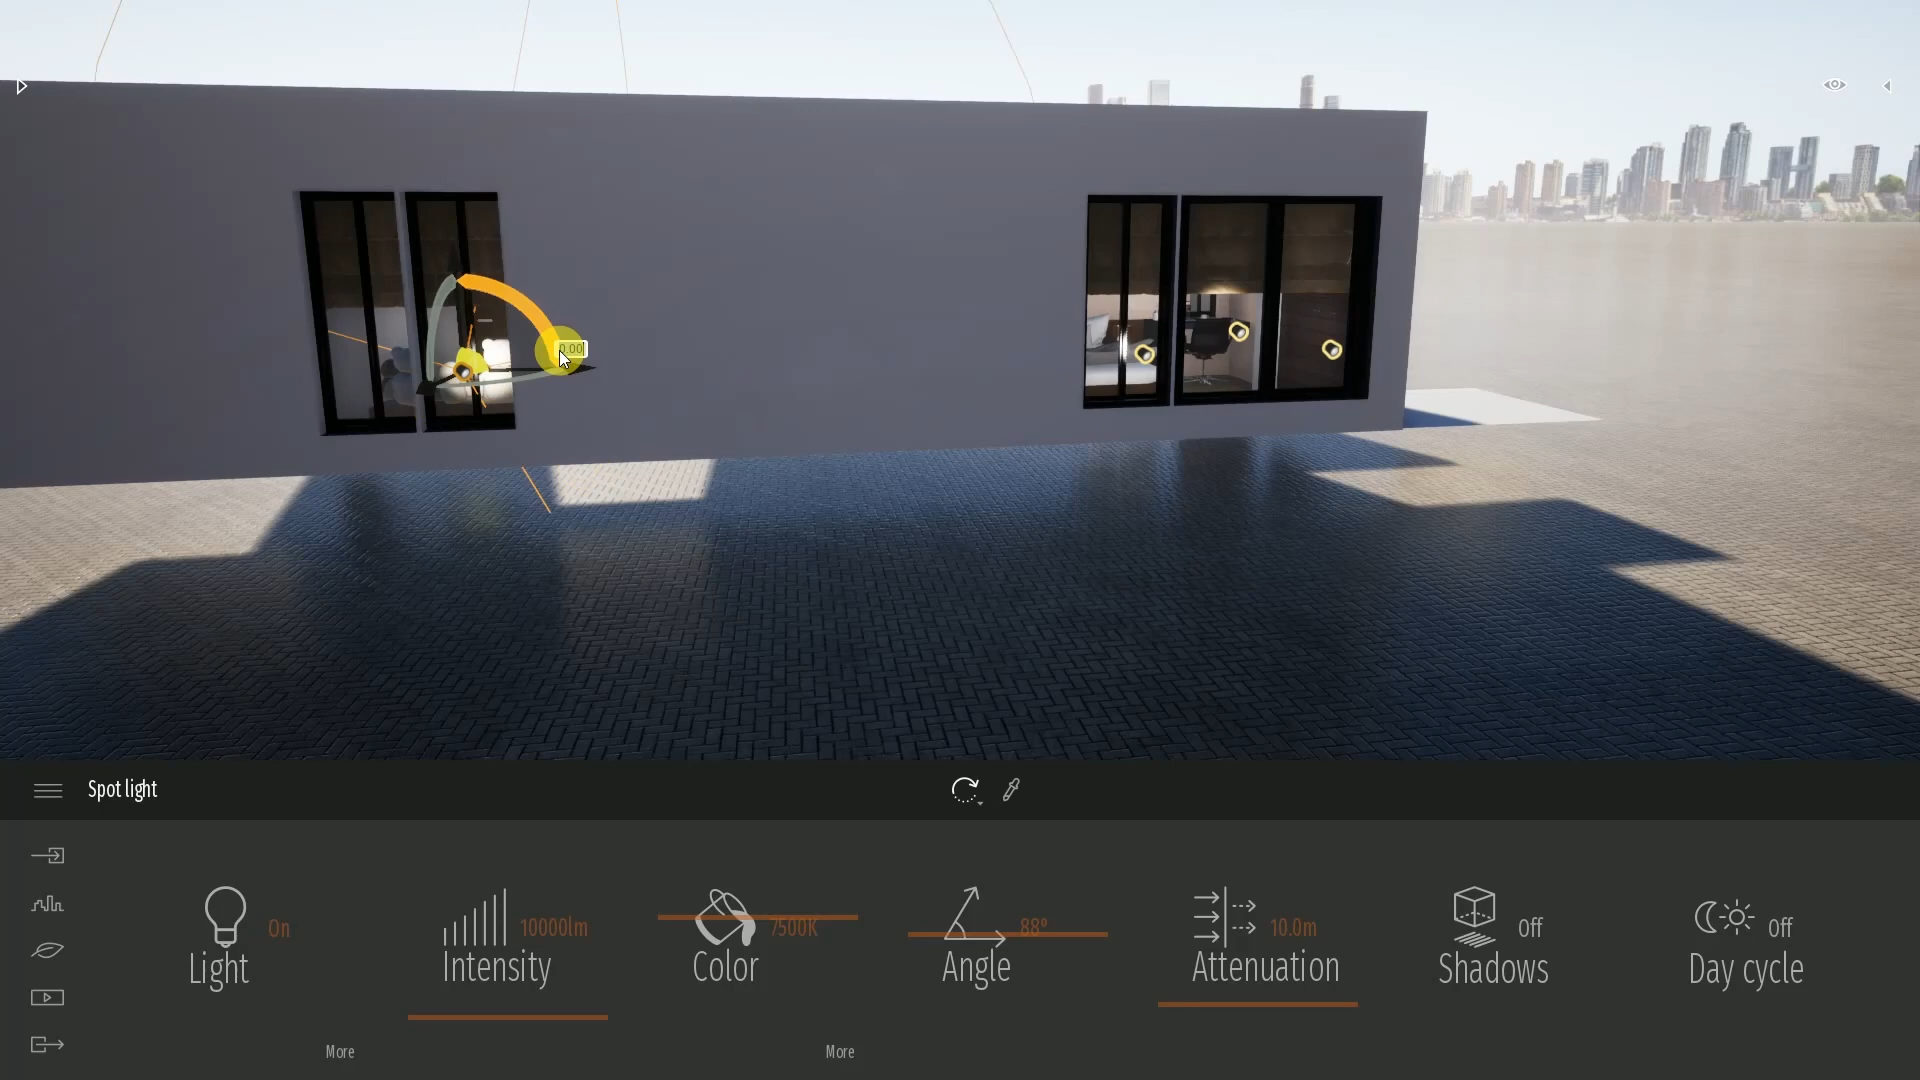 0.00
Spot light
On
Light
10000lm
Intensity
7500K
Color
88°
Angle
10.0m
Attenuation
Off
Shadows
Off
Day cycle
More
More